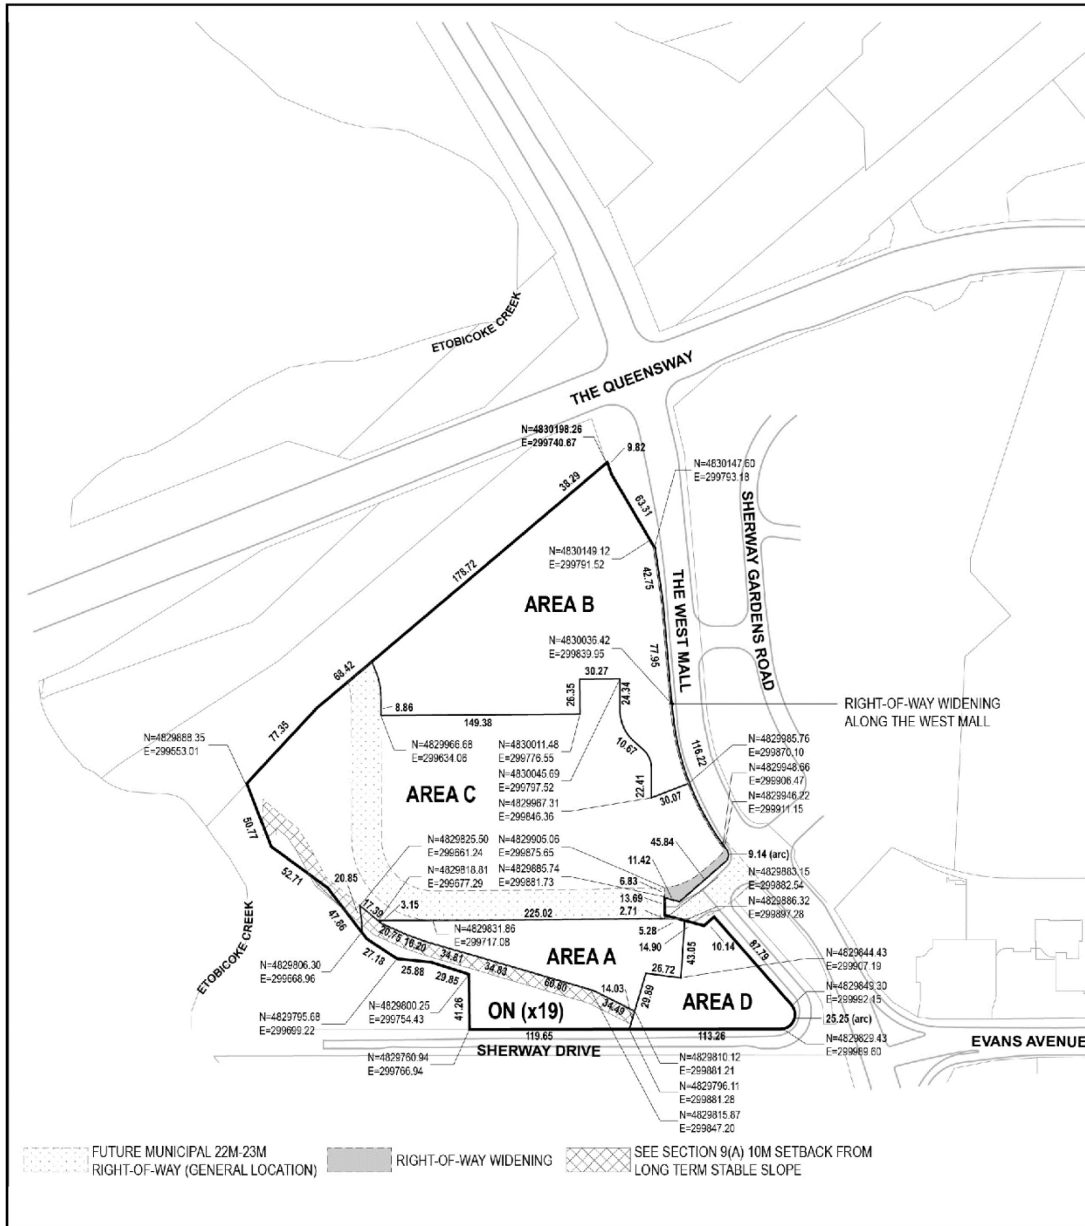 ETOBICOKE CREEK
THE QUEENSWAY
N=4830198.26
E=299740.67
9.82
N=4830147.60
E=299793.18
38.29
63.31
SHERWAY GARDENS ROAD
N=4830149.12
E=299791.52
178.72
42.75
THE WEST MALL
AREA B
N=4830036.42
E=299839.95
77.95
68.42
30.27
26.35
24.34
8.86
149.38
RIGHT-OF-WAY WIDENING
ALONG THE WEST MALL
77.35
N=4829888.35
E=299553.01
N=4829966.68
E=299634.08
N=4830011.48
E=299776.55
10.67
116.22
N=4829985.76
E=299870.10
N=4830045.69
E=299797.52
N=4829948.66
E=299906.47
AREA C
22.41
30.07
N=4829967.31
E=299846.36
N=4829946.22
E=299911.15
50.77
N=4829825.50
E=299661.24
N=4829905.06
E=299875.65
45.84
9.14 (arc)
11.42
N=4829818.81
E=299677.29
N=4829885.74
E=299881.73
N=4829883.15
E=299882.54
52.71
20.85
6.83
13.69
N=4829886.32
E=299897.28
17.39
3.15
225.02
2.71
47.86
5.28
N=4829831.86
E=299717.08
20.75
16.20
AREA A
14.90
10.14
87.79
ETOBICOKE CREEK
34.81
34.83
43.05
N=4829844.43
E=299907.19
N=4829806.30
E=299668.96
27.18
25.88
29.85
60.60
26.72
14.03
29.89
34.49
AREA D
N=4829849.30
E=299992.15
N=4829795.68
E=299699.22
N=4829800.25
E=299754.43
41.26
ON (x19)
25.25 (arc)
119.65
113.26
N=4829829.43
E=299989.60
EVANS AVENUE
SHERWAY DRIVE
N=4829760.94
E=299766.94
N=4829810.12
E=299881.21
N=4829796.11
E=299881.28
N=4829815.87
E=299847.20
FUTURE MUNICIPAL 22M-23M
RIGHT-OF-WAY (GENERAL LOCATION)
RIGHT-OF-WAY WIDENING
SEE SECTION 9(A) 10M SETBACK FROM
LONG TERM STABLE SLOPE